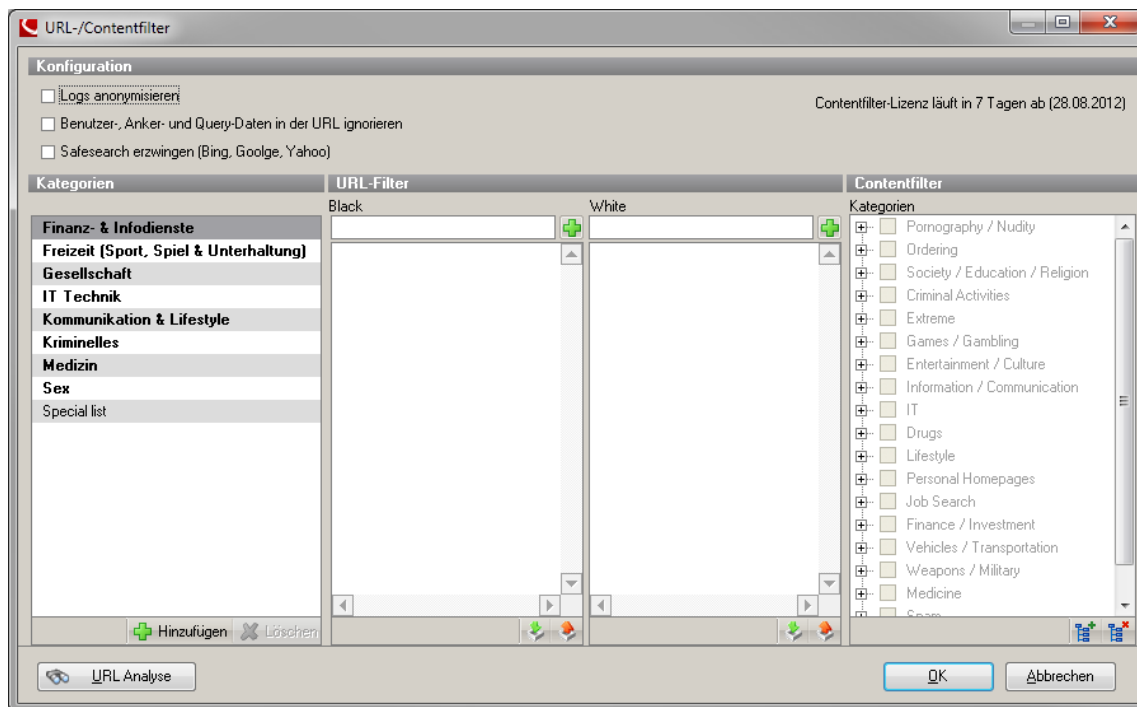 URL-/Contentfilter
Konfiguration
Logs anonymisieren
Contentfilter-Lizenz läuft in 7 Tagen ab (28.08.2012)
Benutzer-, Anker- und Query-Daten in der URL ignorieren
Safesearch erzwingen (Bing, Goolge, Yahoo)
Kategorien
URL-Filter
Contentfilter
Black
White
Kategorien
Finanz- & Infodienste
Freizeit (Sport, Spiel & Unterhaltung)
Gesellschaft
IT Technik
Kommunikation & Lifestyle
Kriminelles
Medizin
Sex
Special list
Pornography / Nudity
Ordering
Society / Education / Religion
Criminal Activities
Extreme
Games / Gambling
Entertainment / Culture
Information / Communication
IT
Drugs
Lifestyle
Personal Homepages
Job Search
Finance / Investment
Vehicles / Transportation
Weapons / Military
Medicine
Spam
Hinzufügen
Löschen
URL Analyse
OK
Abbrechen